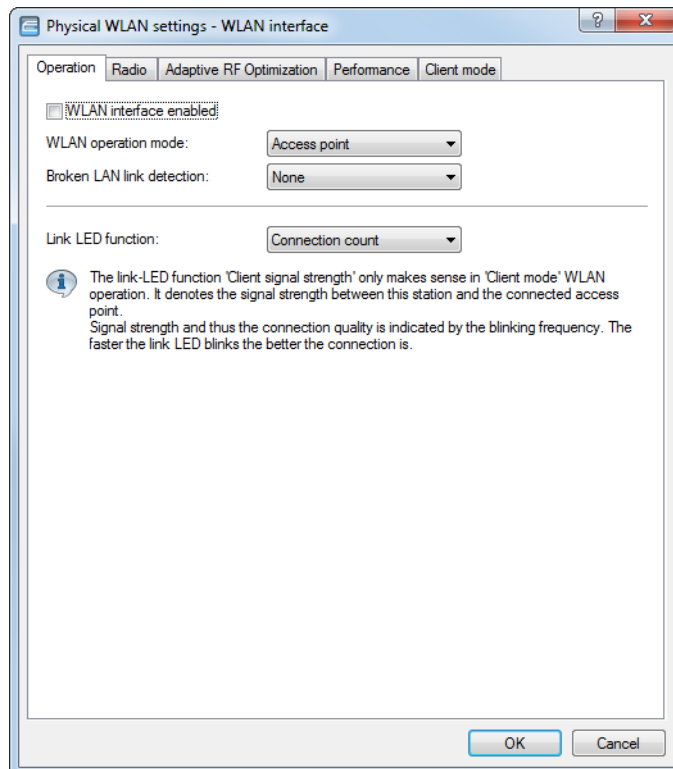 Physical WLAN settings - WLAN interface
Operation Radio Adaptive RF Optimization Performance Client mode
WLAN interface enabled
WLAN operation mode: Access point
Broken LAN link detection: None
Link LED function: Connection count
The link-LED function 'Client signal strength' only makes sense in 'Client mode' WLAN
operation. It denotes the signal strength between this station and the connected access
point.
Signal strength and thus the connection quality is indicated by the blinking frequency. The
faster the link LED blinks the better the connection is.
OK Cancel